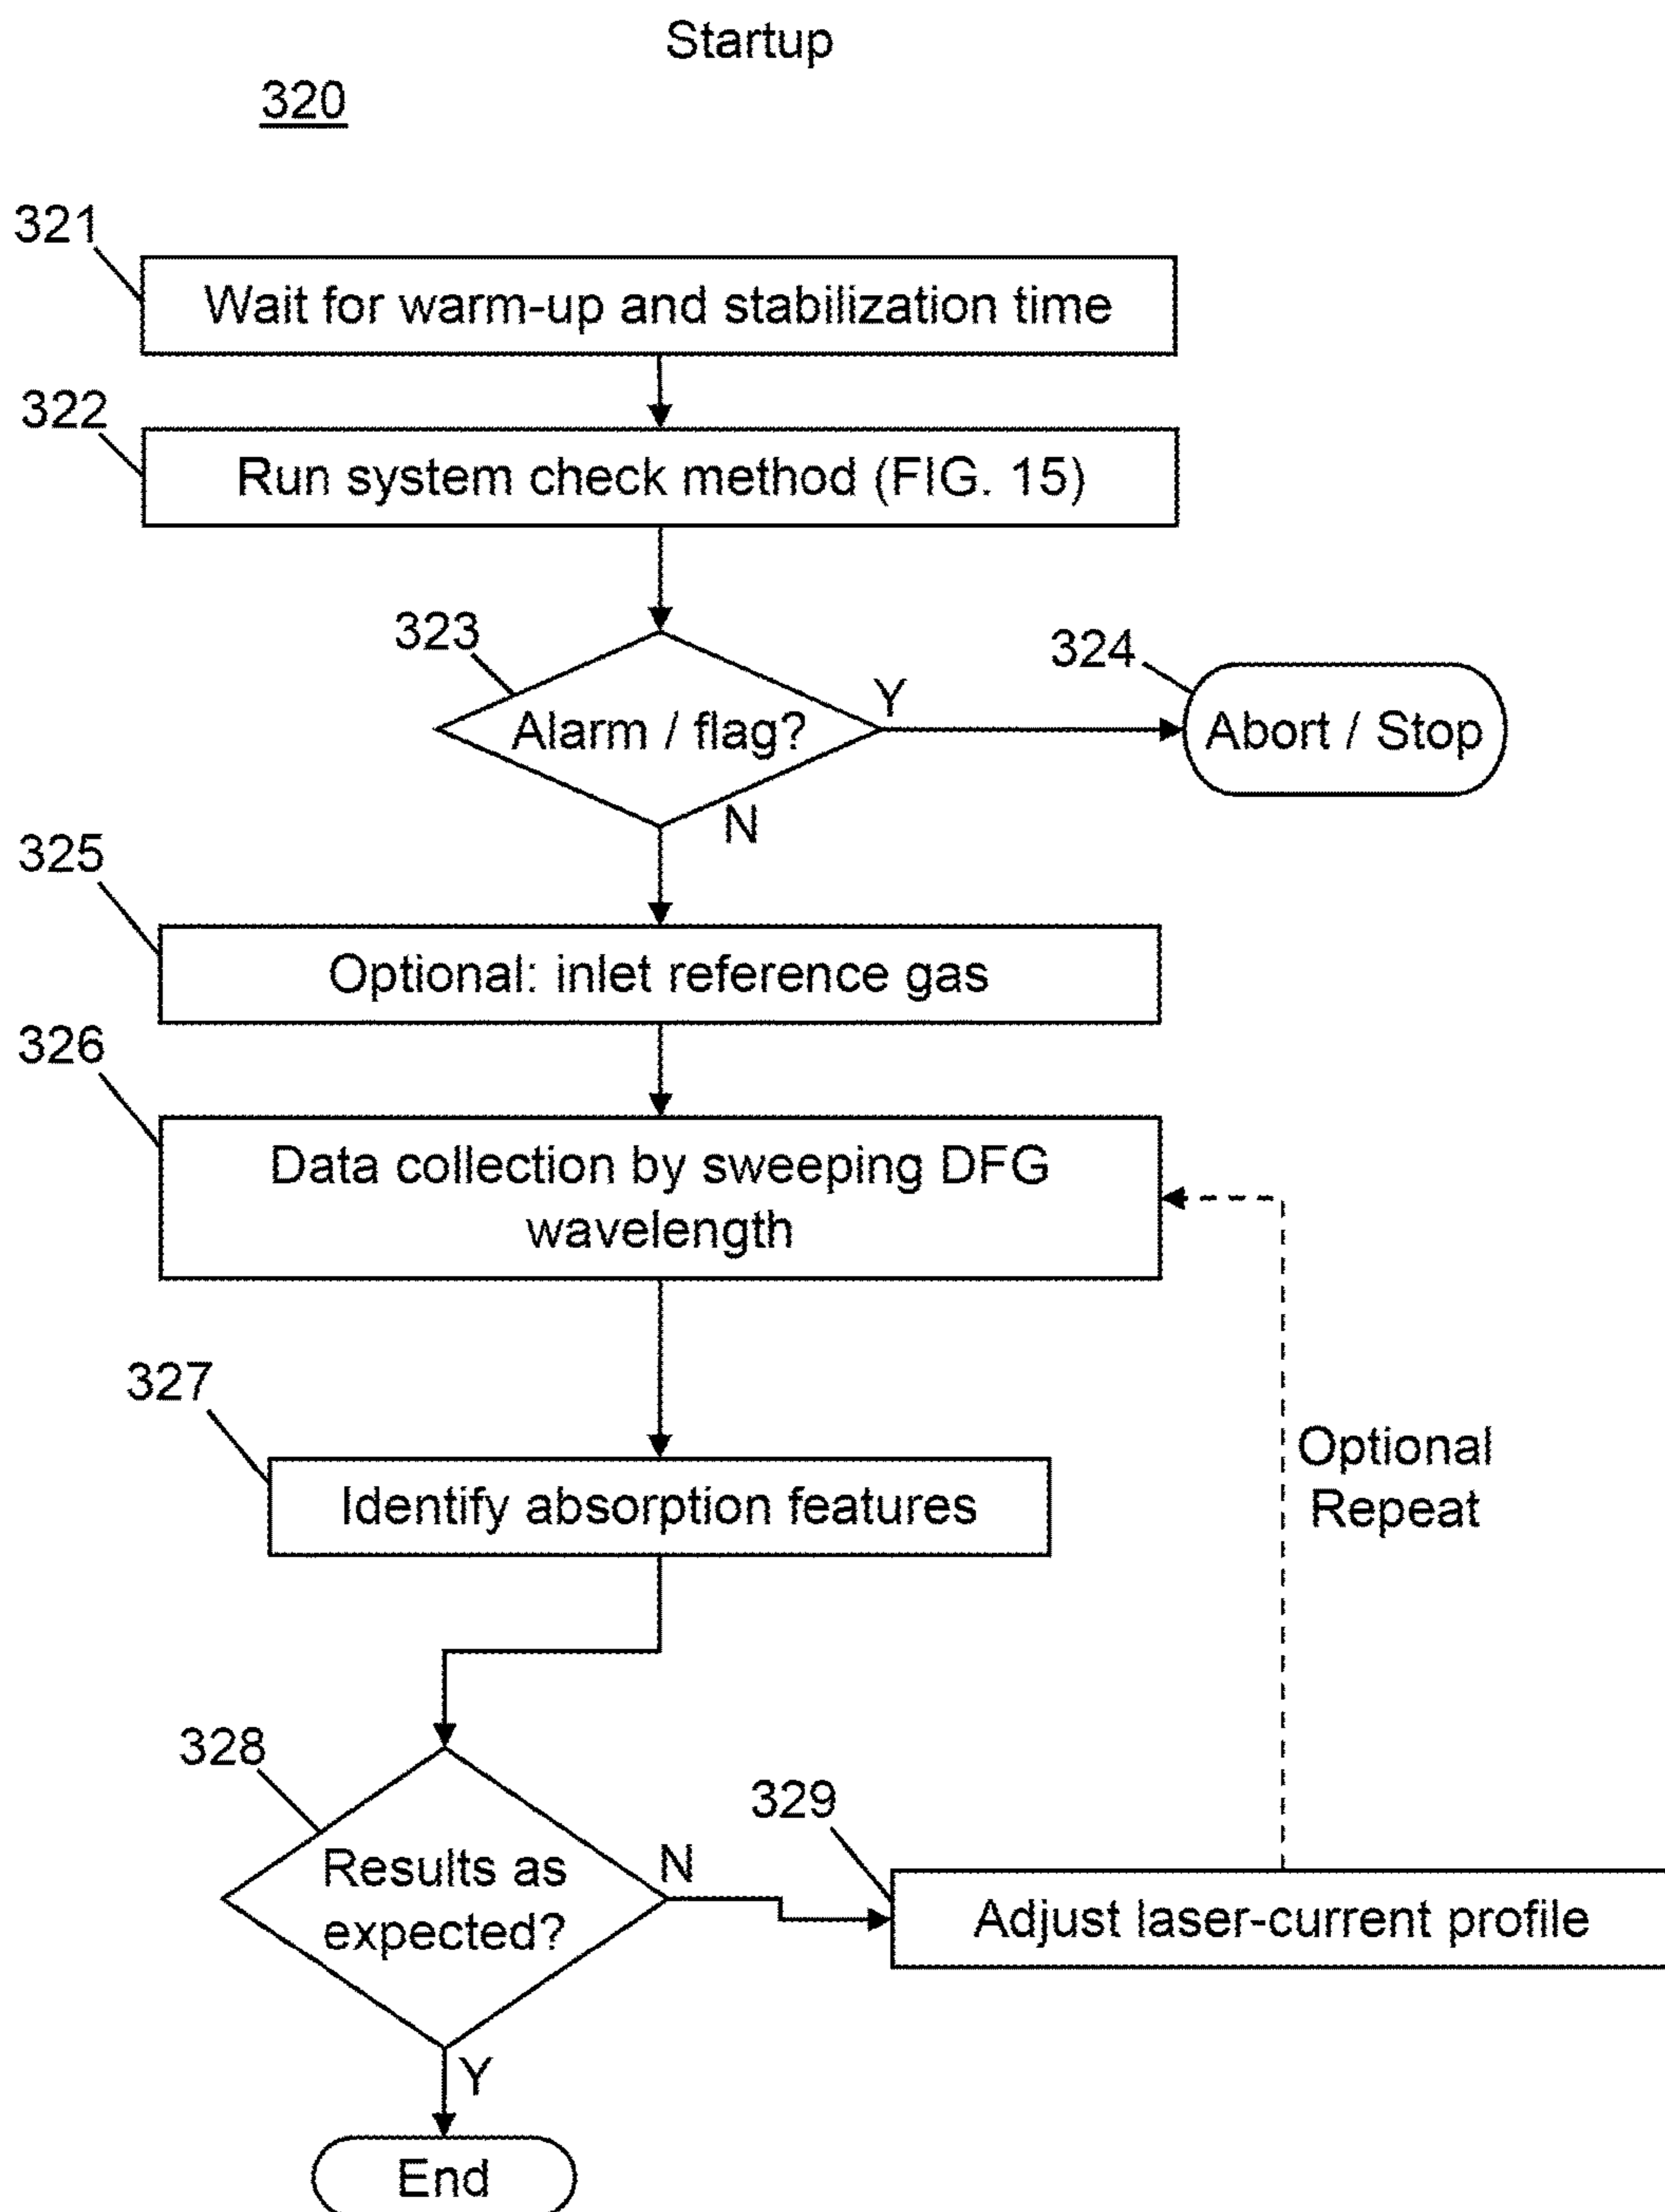 Startup
320
321
Wait for warm-up and stabilization time
322
Run system check method (FIG. 15)
323
Alarm / flag?
Y
324
Abort / Stop
N
325
Optional: inlet reference gas
326
Data collection by sweeping DFG
wavelength
327
Identify absorption features
Optional
Repeat
328
Results as
expected?
N
329
Adjust laser-current profile
Y
End